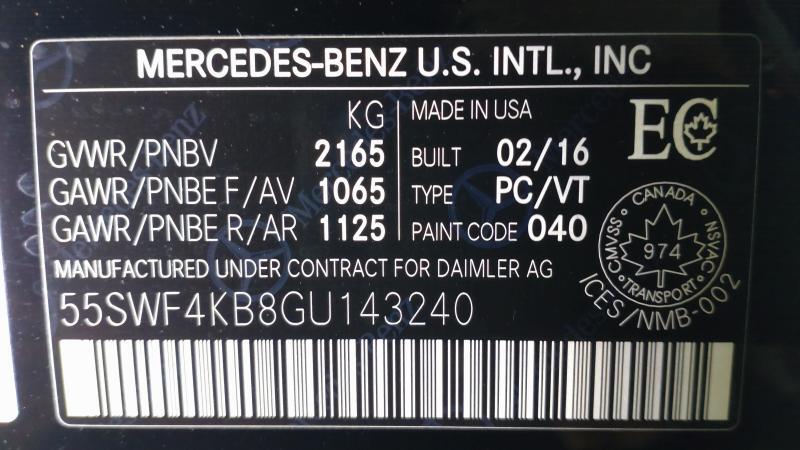 MERCEDES-BENZ U.S. INTL., INC
KG
GVWR/PNBV 2165
GAWR/PNBE F/AV 1065
GAWR/PNBE R/AR 1125
MADE IN USA
BUILT 02/16
TYPE PC/VT
PAINT CODE 040
EC
CANADA
CMVSS NSVAC
974
TRANSPORT
ICES/NMB-002
MANUFACTURED UNDER CONTRACT FOR DAIMLER AG
55SWF4KB8GU143240